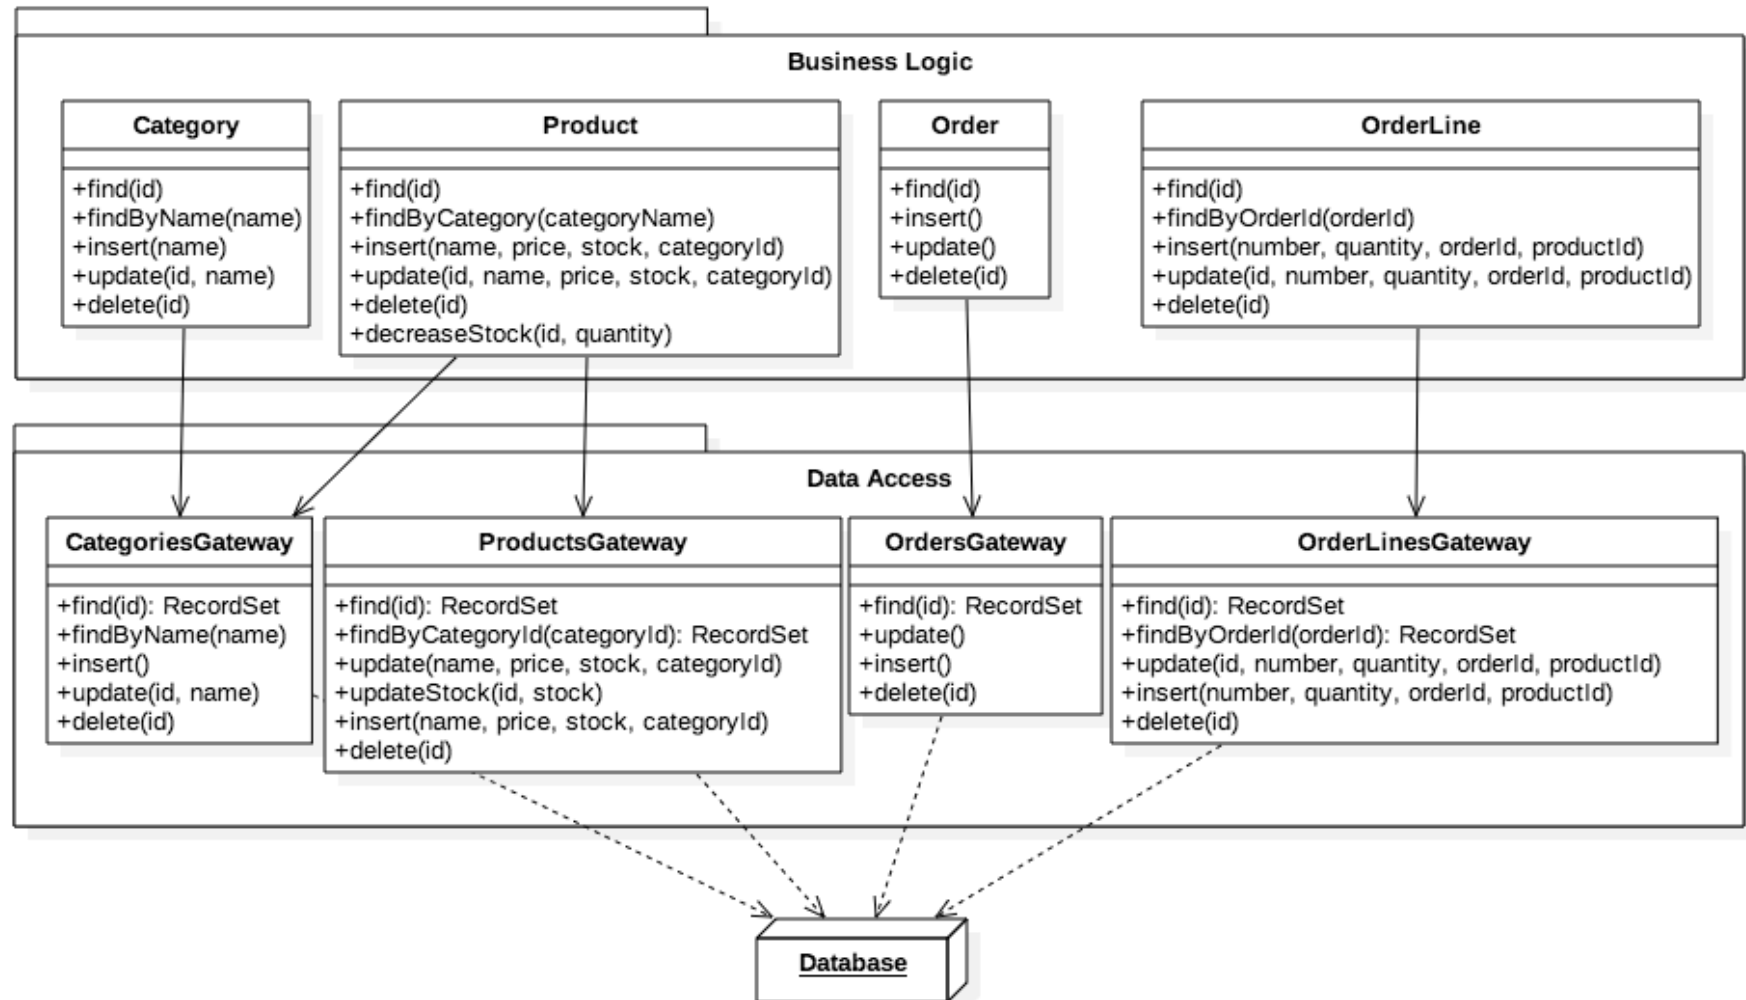 Business Logic
Category
+find(id)
+findByName(name)
+insert(name)
+update(id, name)
+delete(id)
Product
+find(id)
+findByCategory(categoryName)
+insert(name, price, stock, categoryId)
+update(id, name, price, stock, categoryId)
+delete(id)
+decreaseStock(id, quantity)
Order
+find(id)
+insert()
+update()
+delete(id)
OrderLine
+find(id)
+findByOrderId(orderId)
+insert(number, quantity, orderId, productId)
+update(id, number, quantity, orderId, productId)
+delete(id)
Data Access
CategoriesGateway
+find(id): RecordSet
+findByName(name)
+insert()
+update(id, name)
+delete(id)
ProductsGateway
+find(id): RecordSet
+findByCategoryId(categoryId): RecordSet
+update(name, price, stock, categoryId)
+updateStock(id, stock)
+insert(name, price, stock, categoryId)
+delete(id)
OrdersGateway
+find(id): RecordSet
+update()
+insert()
+delete(id)
OrderLinesGateway
+find(id): RecordSet
+findByOrderId(orderId): RecordSet
+update(id, number, quantity, orderId, productId)
+insert(number, quantity, orderId, productId)
+delete(id)
Database